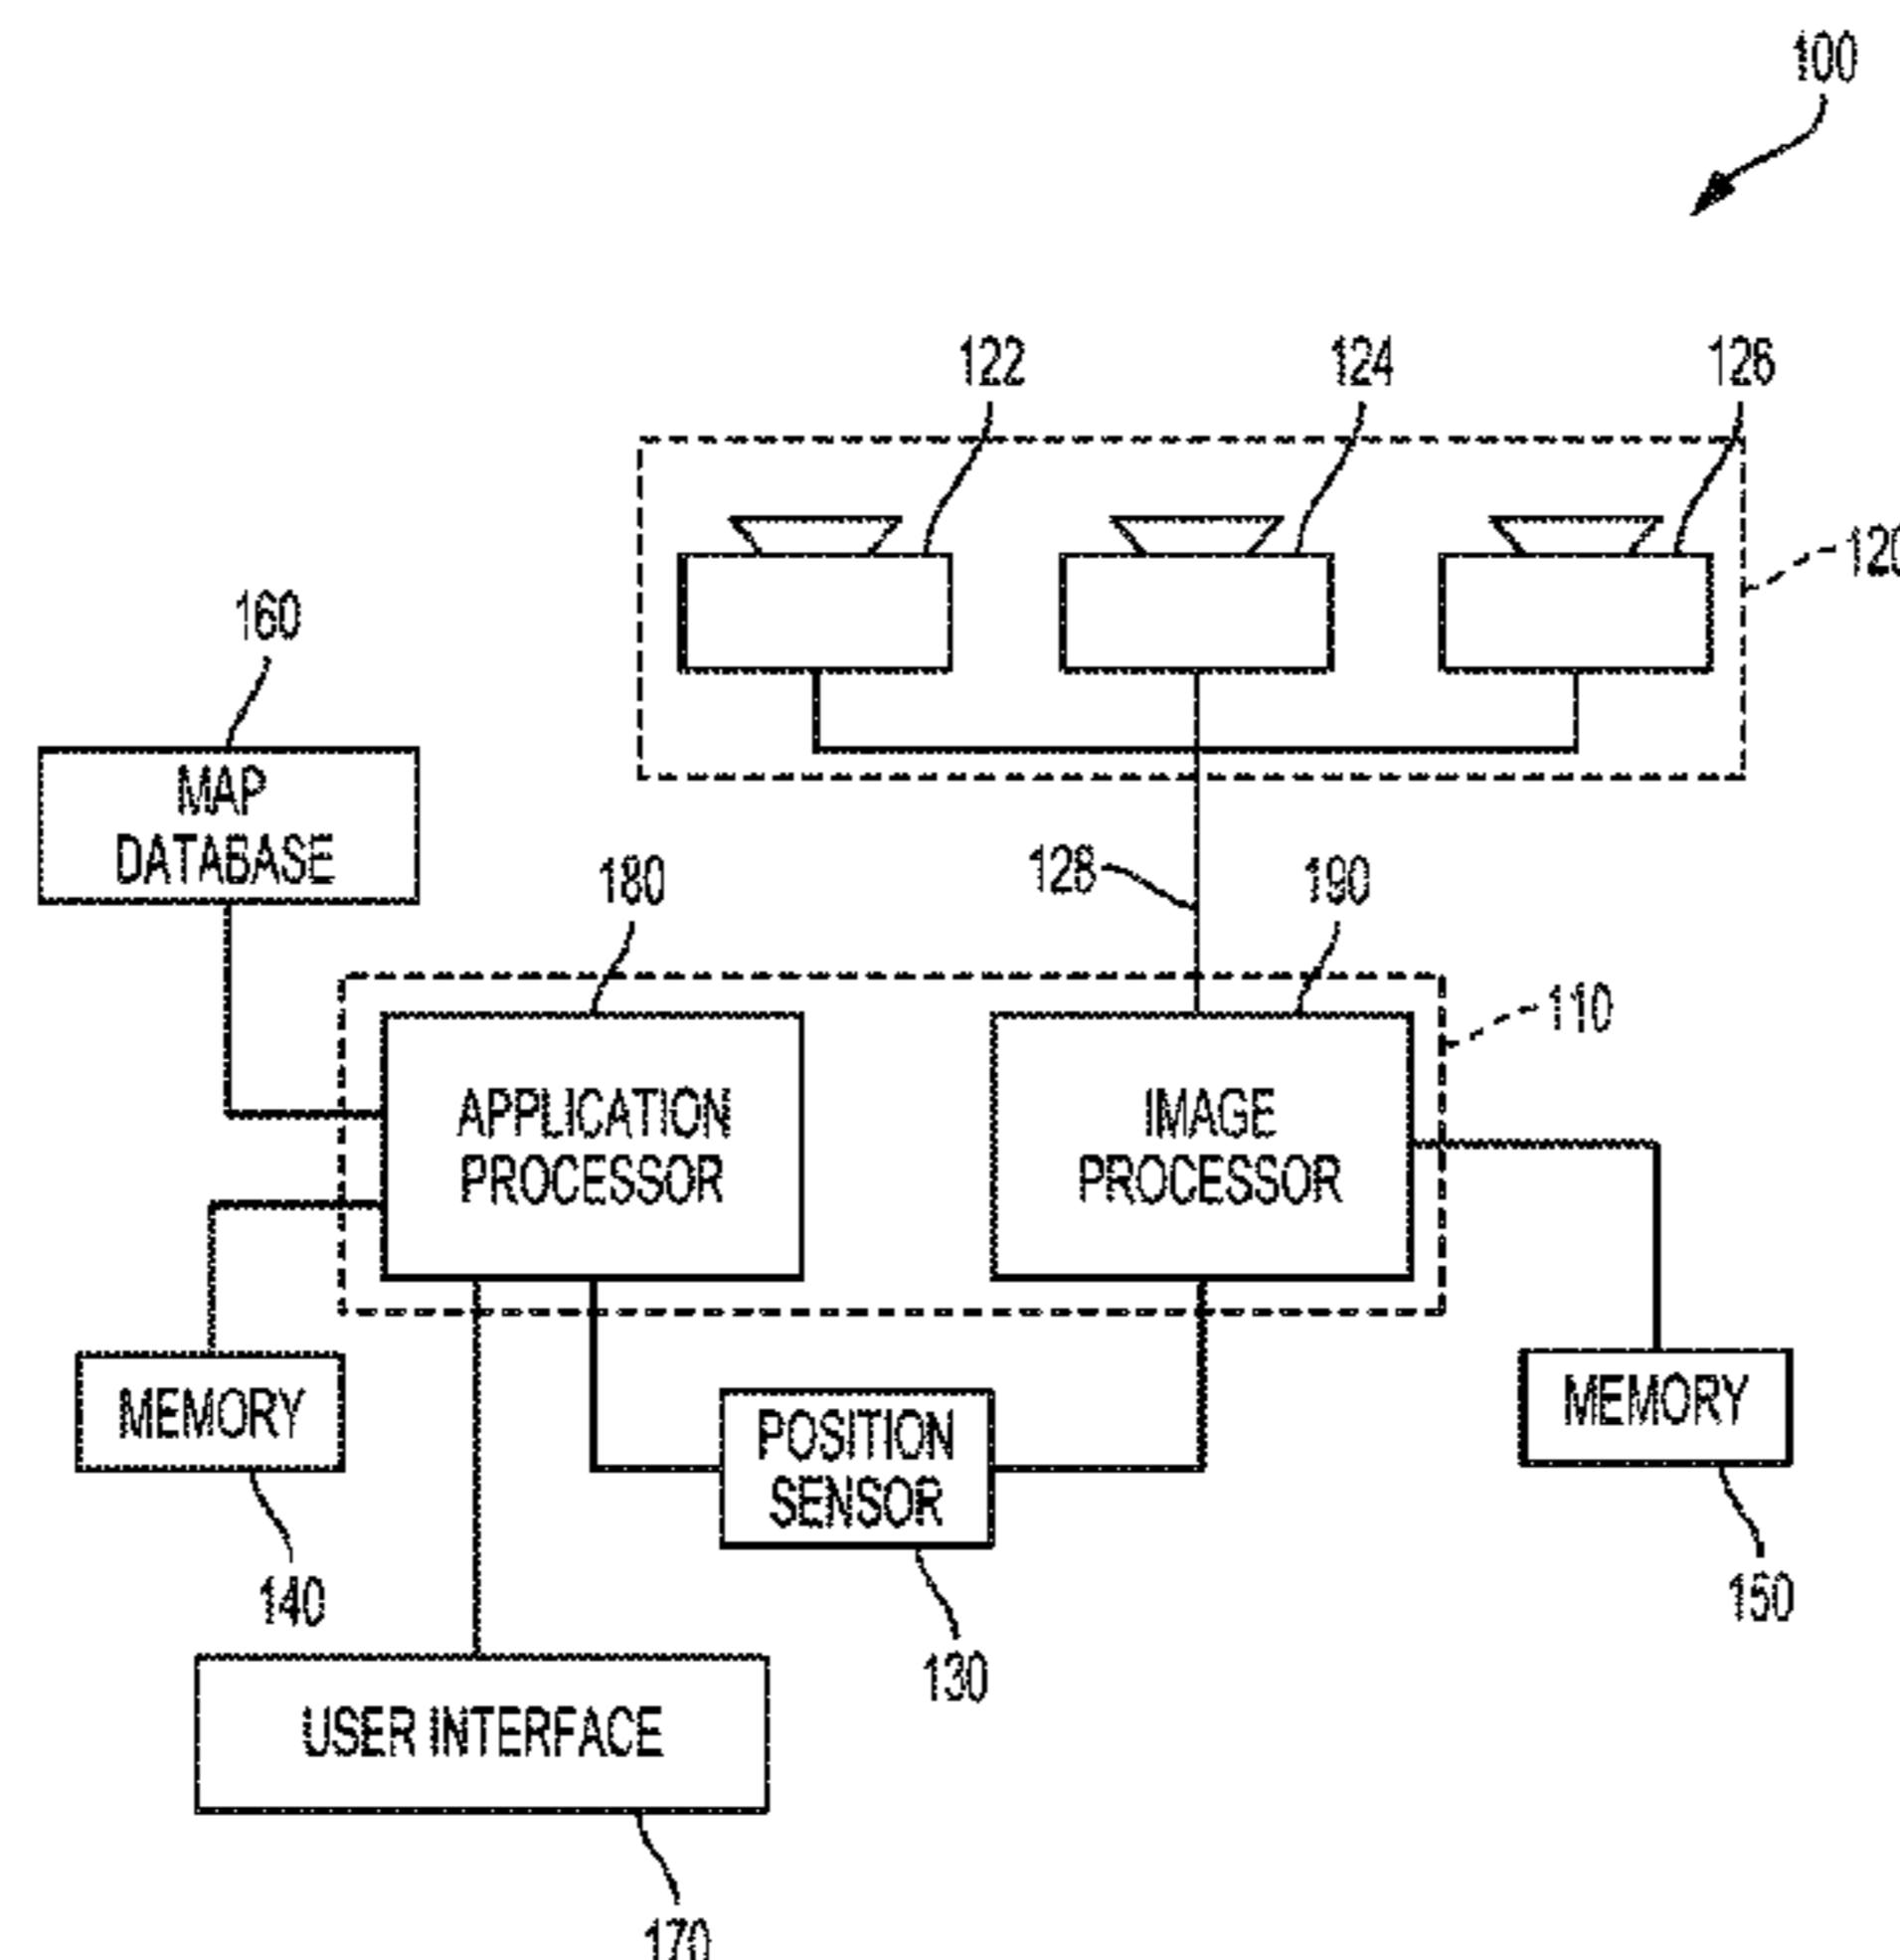 100
122
124
126
120
160
MAP
DATABASE
180
128
190
110
APPLICATION
PROCESSOR
IMAGE
PROCESSOR
MEMORY
POSITION
SENSOR
MEMORY
140
130
150
USER INTERFACE
170